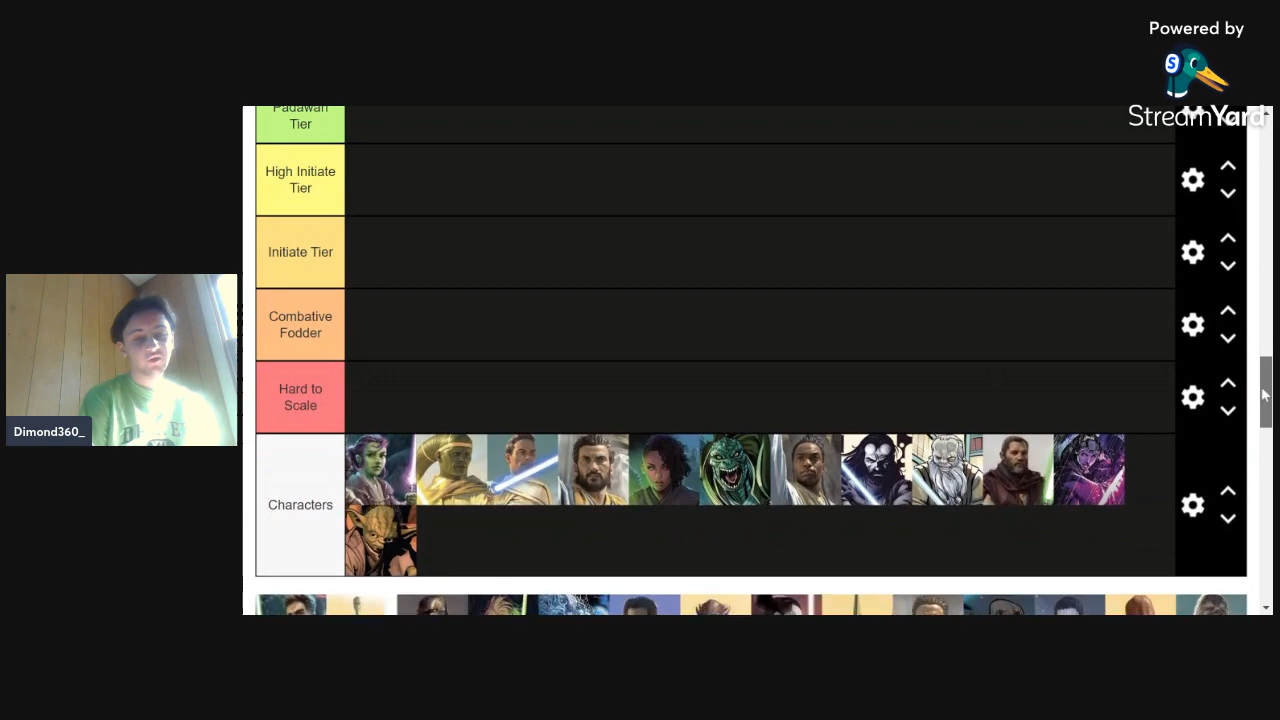 Powered by
StreamYard
Padawan
Tier
High Initiate
Tier
Initiate Tier
Combative
Fodder
Hard to
Scale
Characters
Dimond360_